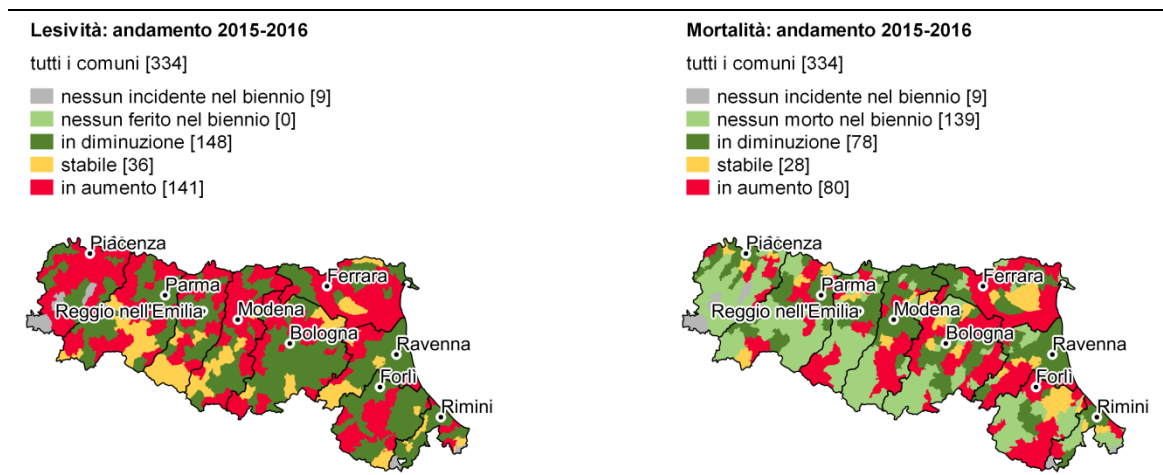 Lesività: andamento 2015-2016
tutti i comuni [334]
nessun incidente nel biennio [9]
nessun ferito nel biennio [0]
in diminuzione [148]
stabile [36]
in aumento [141]
Piacenza
Ferrara
Parma
Reggio nell'Emilia
Modena
Bologna
Ravenna
Forlì
Rimini
Mortalità: andamento 2015-2016
tutti i comuni [334]
nessun incidente nel biennio [9]
nessun morto nel biennio [139]
in diminuzione [78]
stabile [28]
in aumento [80]
Piacenza
Ferrara
Parma
Reggio nell'Emilia
Modena
Bologna
Ravenna
Forlì
Rimini